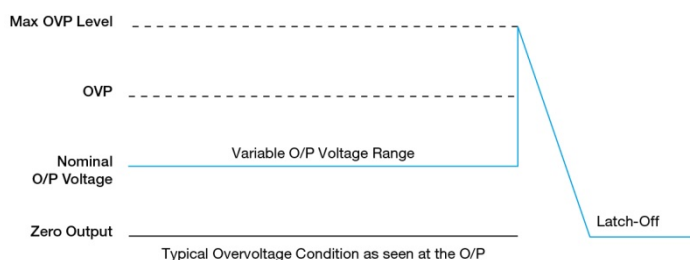 Max OVP Level
OVP
Variable O/P Voltage Range
Nominal
O/P Voltage
Latch-Off
Zero Output
Typical Overvoltage Condition as seen at the O/P